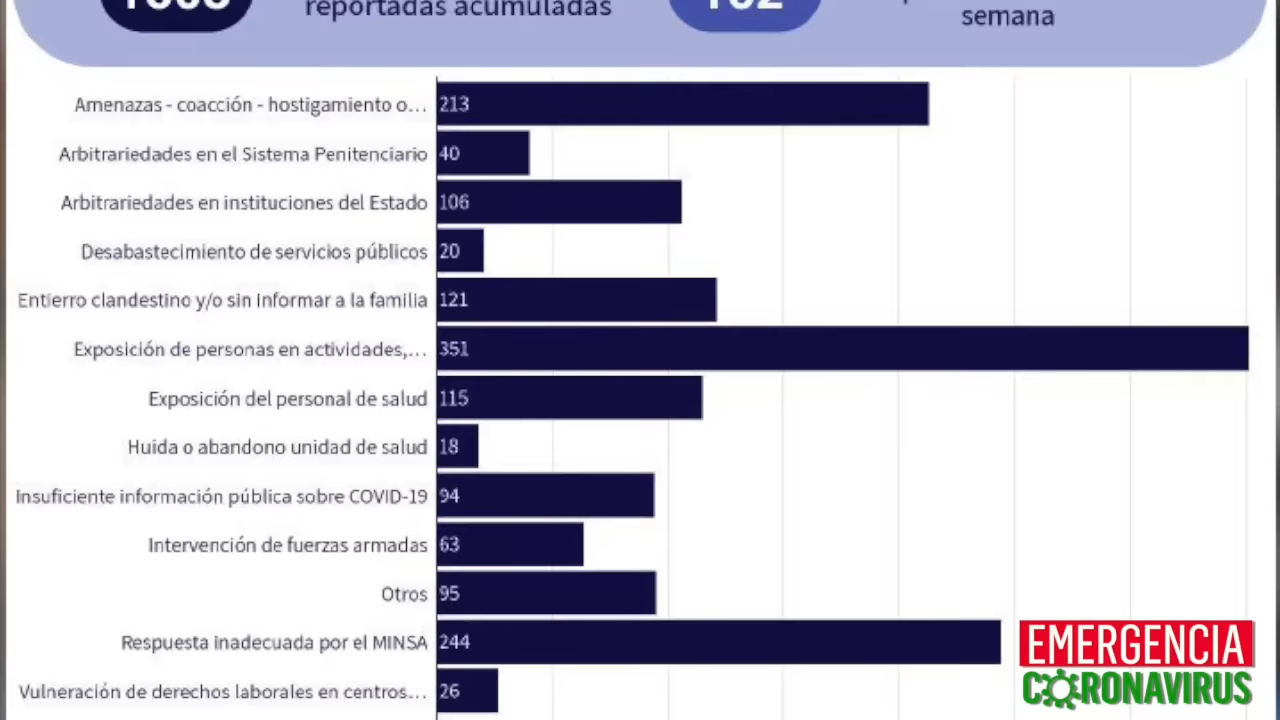 reportadas acumuladas
semana
Amenazas - coacción - hostigamiento o... 213
Arbitrariedades en el Sistema Penitenciario 40
Arbitrariedades en instituciones del Estado 106
Desabastecimiento de servicios públicos 20
Entierro clandestino y/o sin informar a la familia 121
Exposición de personas en actividades,... 351
Exposición del personal de salud 115
Huida o abandono unidad de salud 18
Insuficiente información pública sobre COVID-19 94
Intervención de fuerzas armadas 63
Otros 95
Respuesta inadecuada por el MINSA 244
Vulneración de derechos laborales en centros... 26
EMERGENCIA
CORONAVIRUS